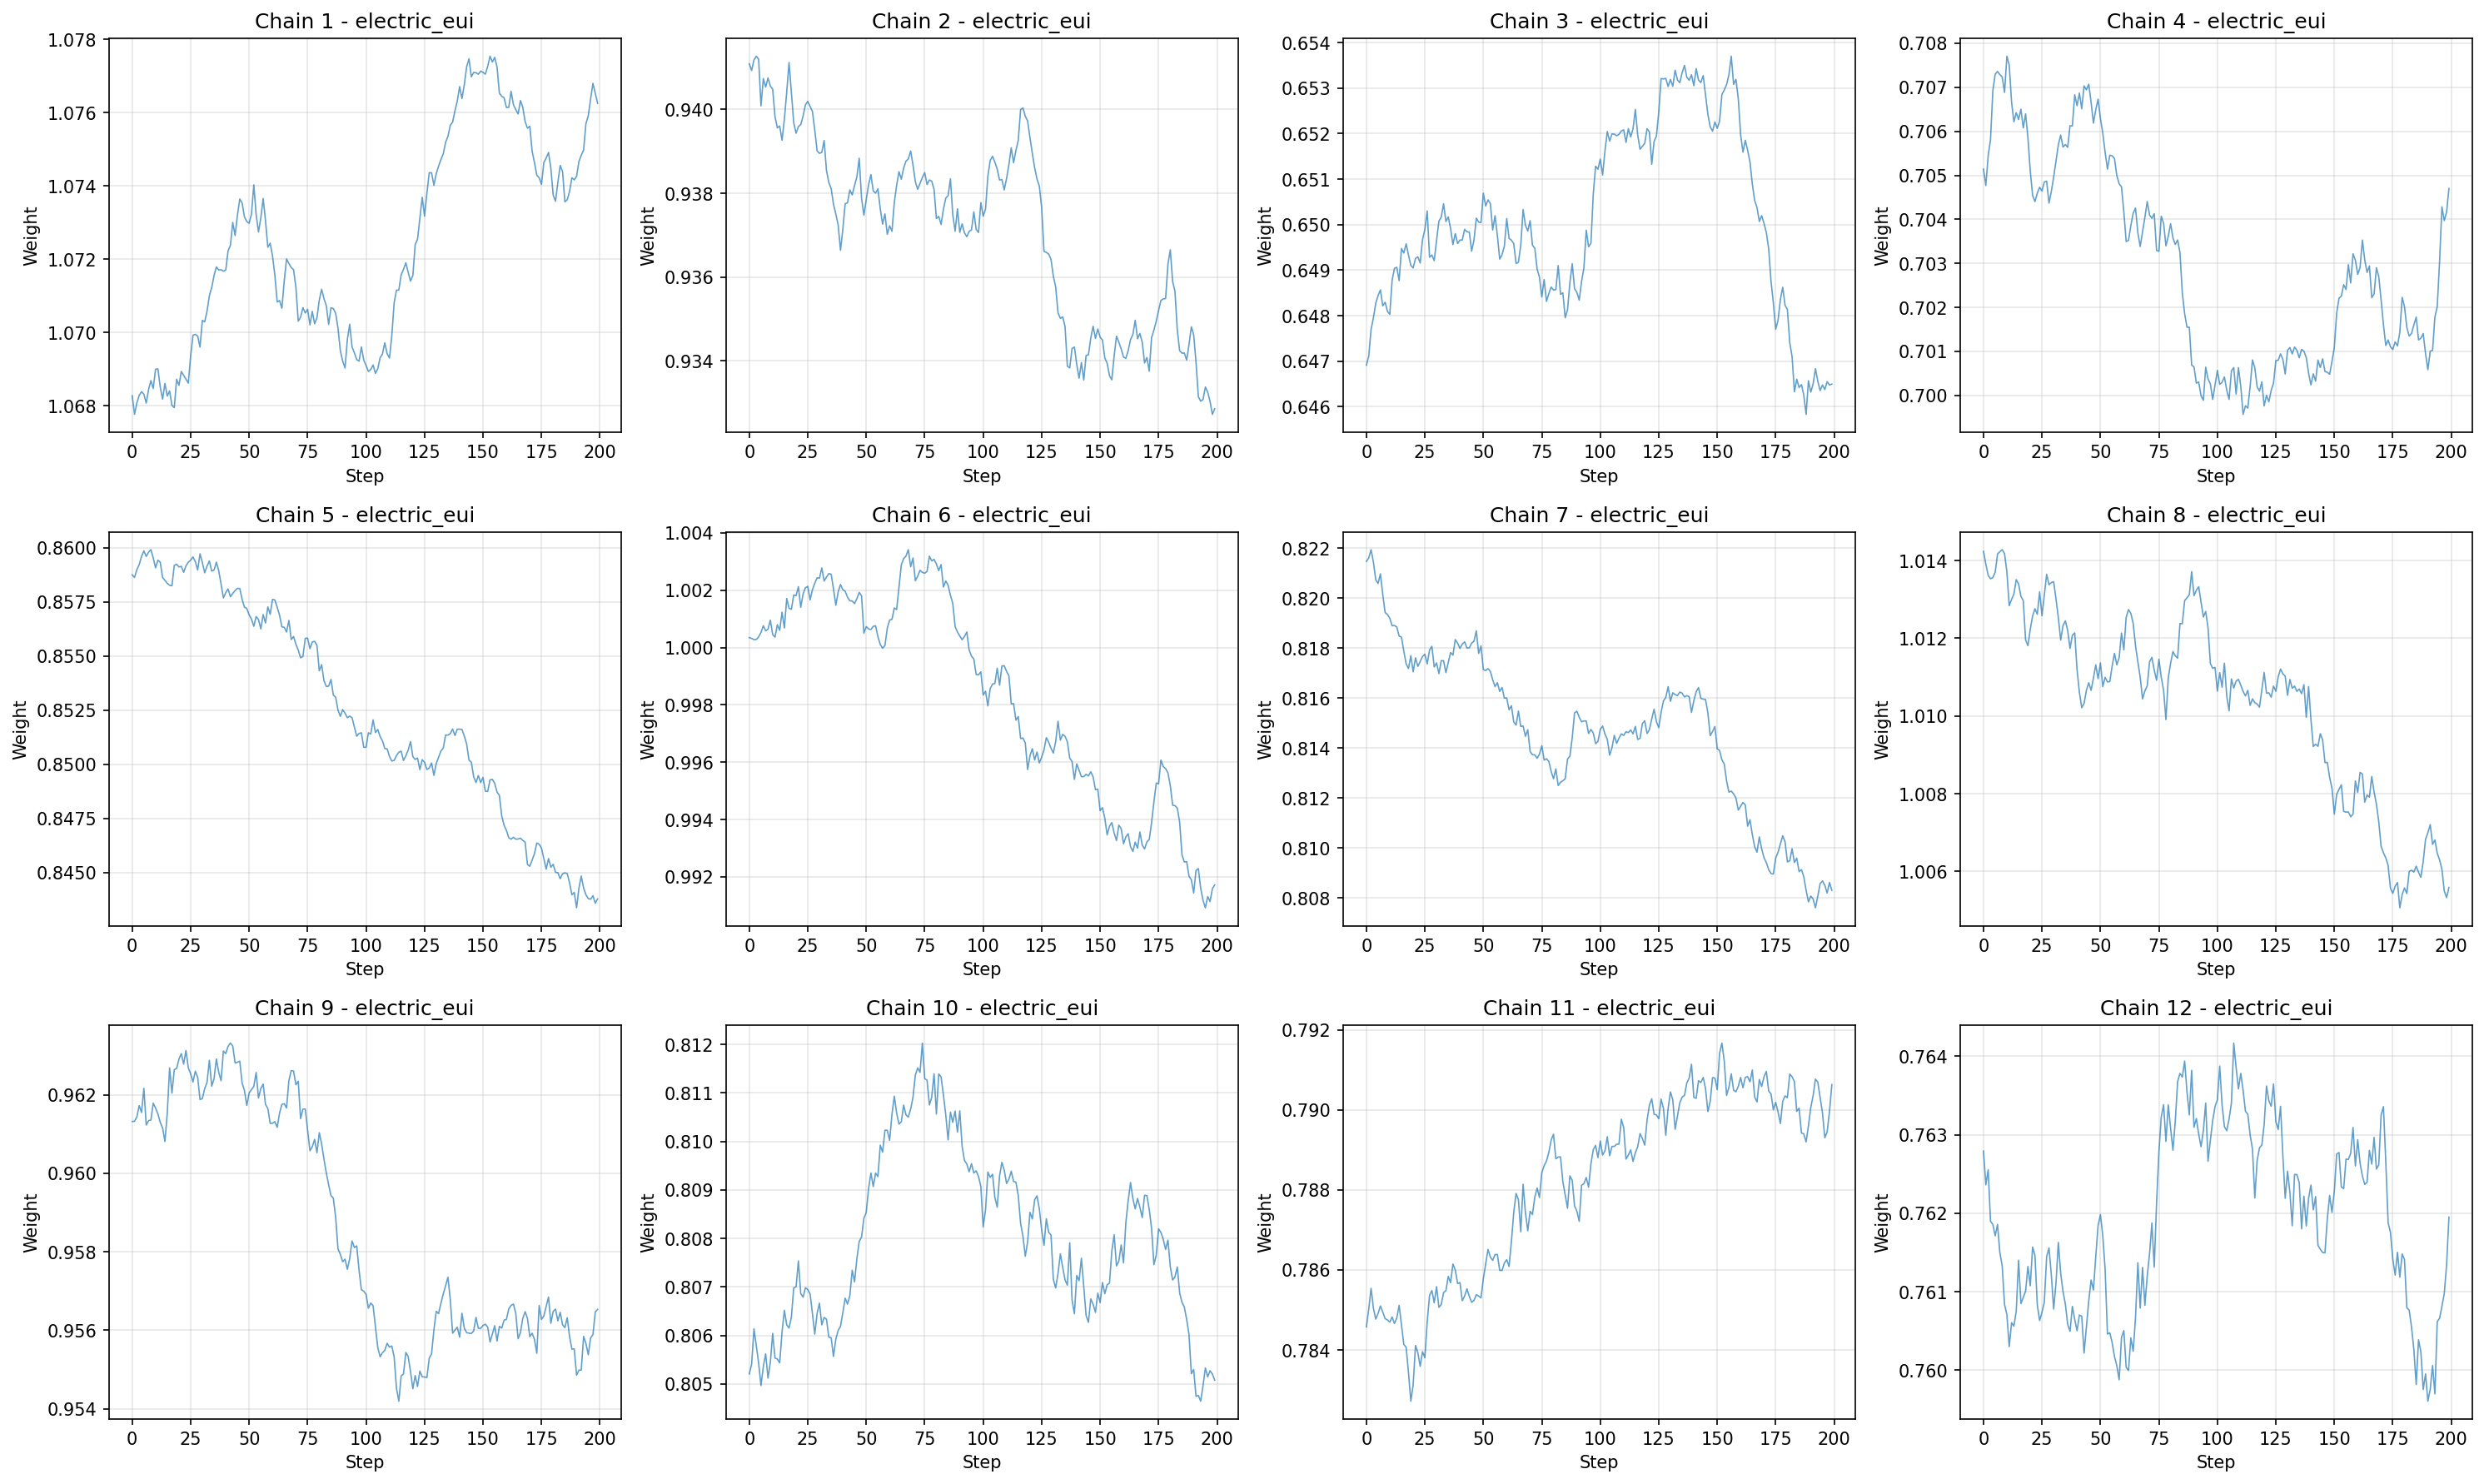 Chain 1 - electric_eui
Weight
1.078
1.076
1.074
1.072
1.070
1.068
0 25 50 75 100 125 150 175 200
Step
Chain 2 - electric_eui
Weight
0.940
0.938
0.936
0.934
0 25 50 75 100 125 150 175 200
Step
Chain 3 - electric_eui
Weight
0.654
0.653
0.652
0.651
0.650
0.649
0.648
0.647
0.646
0 25 50 75 100 125 150 175 200
Step
Chain 4 - electric_eui
Weight
0.708
0.707
0.706
0.705
0.704
0.703
0.702
0.701
0.700
0 25 50 75 100 125 150 175 200
Step
Chain 5 - electric_eui
Weight
0.8600
0.8575
0.8550
0.8525
0.8500
0.8475
0.8450
0 25 50 75 100 125 150 175 200
Step
Chain 6 - electric_eui
Weight
1.004
1.002
1.000
0.998
0.996
0.994
0.992
0 25 50 75 100 125 150 175 200
Step
Chain 7 - electric_eui
Weight
0.822
0.820
0.818
0.816
0.814
0.812
0.810
0.808
0 25 50 75 100 125 150 175 200
Step
Chain 8 - electric_eui
Weight
1.014
1.012
1.010
1.008
1.006
0 25 50 75 100 125 150 175 200
Step
Chain 9 - electric_eui
Weight
0.962
0.960
0.958
0.956
0.954
0 25 50 75 100 125 150 175 200
Step
Chain 10 - electric_eui
Weight
0.812
0.811
0.810
0.809
0.808
0.807
0.806
0.805
0 25 50 75 100 125 150 175 200
Step
Chain 11 - electric_eui
Weight
0.792
0.790
0.788
0.786
0.784
0 25 50 75 100 125 150 175 200
Step
Chain 12 - electric_eui
Weight
0.764
0.763
0.762
0.761
0.760
0 25 50 75 100 125 150 175 200
Step